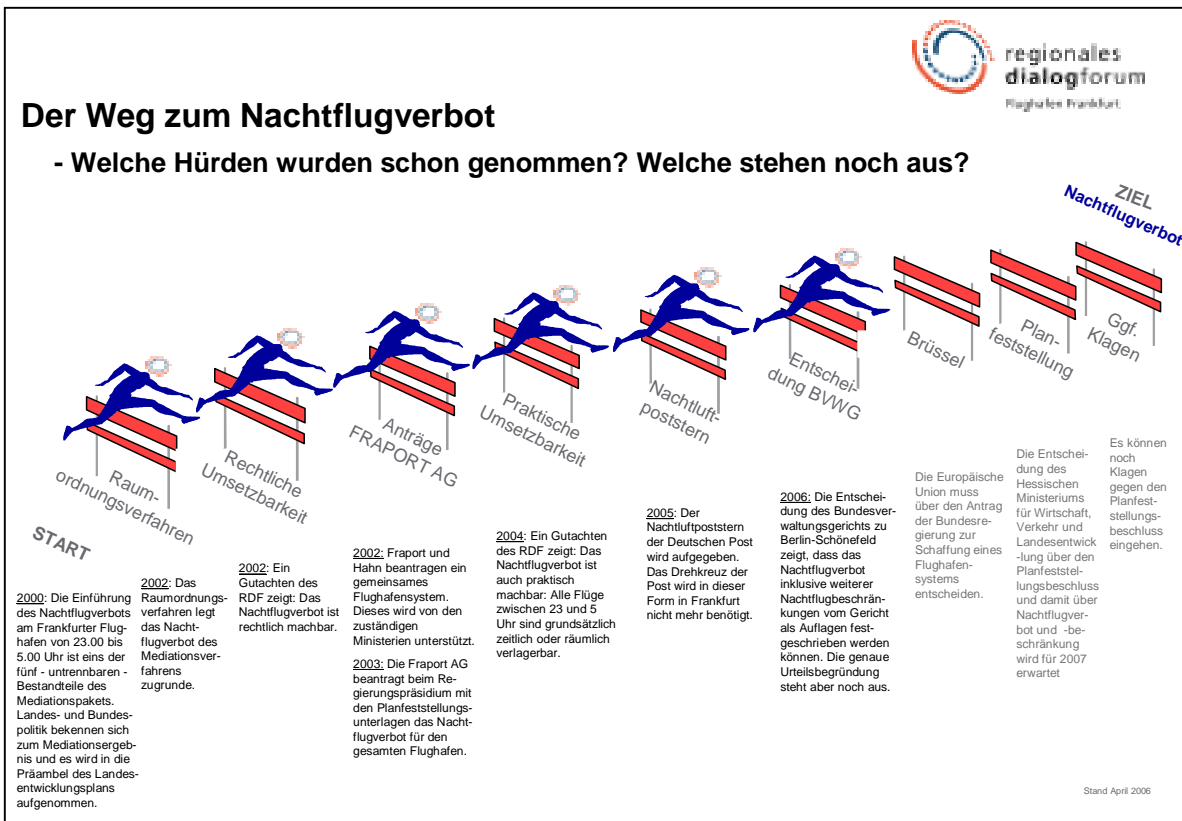 regionales
dialogforum
Flughafen Frankfurt
Der Weg zum Nachtflugverbot
- Welche Hürden wurden schon genommen? Welche stehen noch aus?
ZIEL
Nachtflugverbot
START
Raum-
ordnungsverfahren
Rechtliche
Umsetzbarkeit
Anträge
FRAPORT AG
Praktische
Umsetzbarkeit
Nachtluft-
poststern
Entschei-
dung BVWG
Brüssel
Plan-
feststellung
Ggf.
Klagen
2000: Die Einführung
des Nachtflugverbots
am Frankfurter Flug-
hafen von 23.00 bis
5.00 Uhr ist eins der
fünf - untrennbaren -
Bestandteile des
Mediationspakets.
Landes- und Bundes-
politik bekennen sich
zum Mediationsergeb-
nis und es wird in die
Präambel des Landes-
entwicklungsplans
aufgenommen.
2002: Das
Raumordnungs-
verfahren legt
das Nacht-
flugverbot des
Mediationsver-
fahrens
zugrunde.
2002: Ein
Gutachten des
RDF zeigt: Das
Nachtflugverbot ist
rechtlich machbar.
2002: Fraport und
Hahn beantragen ein
gemeinsames
Flughafensystem.
Dieses wird von den
zuständigen
Ministerien unterstützt.
2003: Die Fraport AG
beantragt beim Re-
gierungspräsidium mit
den Planfeststellungs-
unterlagen das Nacht-
flugverbot für den
gesamten Flughafen.
2004: Ein Gutachten
des RDF zeigt: Das
Nachtflugverbot ist
auch praktisch
machbar: Alle Flüge
zwischen 23 und 5
Uhr sind grundsätzlich
zeitlich oder räumlich
verlagerbar.
2005: Der
Nachtluftpoststern
der Deutschen Post
wird aufgegeben.
Das Drehkreuz der
Post wird in dieser
Form in Frankfurt
nicht mehr benötigt.
2006: Die Entschei-
dung des Bundesver-
waltungsgerichts zu
Berlin-Schönefeld
zeigt, dass das
Nachtflugverbot
inklusive weiterer
Nachtflugbeschrän-
kungen vom Gericht
als Auflagen fest-
geschrieben werden
können. Die genaue
Urteilsbegründung
steht aber noch aus.
Die Europäische
Union muss
über den Antrag
der Bundesre-
gierung zur
Schaffung eines
Flughafen-
systems
entscheiden.
Die Entschei-
dung des
Hessischen
Ministeriums
für Wirtschaft,
Verkehr und
Landesentwick
-lung über den
Planfeststel-
lungsbeschluss
und damit über
Nachtflugver-
bot und -be-
schränkung
wird für 2007
erwartet
Es können
noch
Klagen
gegen den
Planfest-
stellungs-
beschluss
eingehen.
Stand April 2006